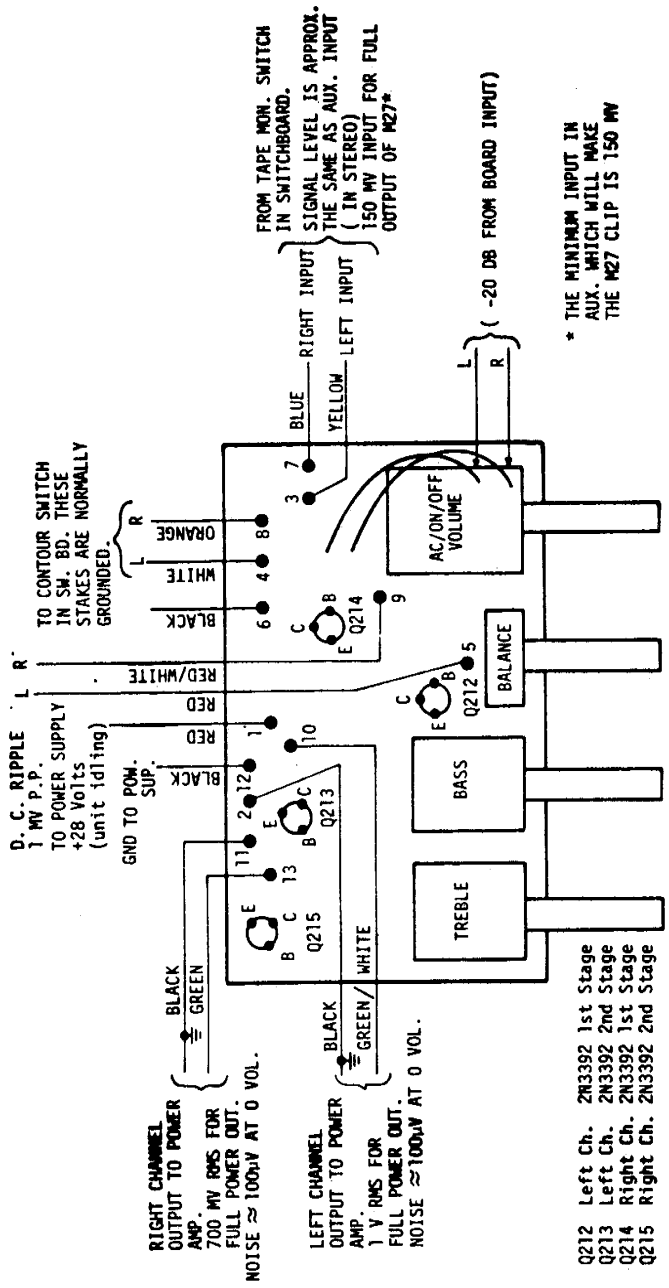 RIGHT CHANNEL
OUTPUT TO POWER
AMP.
700 MV RMS FOR
FULL POWER OUT.
NOISE ≈ 100µV AT 0 VOL.
BLACK
GREEN
LEFT CHANNEL
OUTPUT TO POWER
AMP.
1 V RMS FOR
FULL POWER OUT.
NOISE ≈ 100µV AT 0 VOL.
BLACK
GREEN/ WHITE
D. C. RIPPLE
1 MV P.P.
TO POWER SUPPLY
+28 Volts
(unit idling)
GND TO POW.
SUP.
BLACK
RED
RED
RED/WHITE
L
R
TO CONTOUR SWITCH
IN SW. BD. THESE
STAKES ARE NORMALLY
GROUNDED.
L
R
BLACK
WHITE
ORANGE
FROM TAPE MON. SWITCH
IN SWITCHBOARD.
SIGNAL LEVEL IS APPROX.
THE SAME AS AUX. INPUT
( IN STEREO)
150 MV INPUT FOR FULL
OUTPUT OF M27*
BLUE
RIGHT INPUT
YELLOW
LEFT INPUT
11
2
12
1
6
4
8
3
7
13
10
9
5
E
B
C
Q215
E
B
C
Q213
C
E
B
Q214
C
E
B
Q212
TREBLE
BASS
BALANCE
AC/ON/OFF
VOLUME
L
R
( -20 DB FROM BOARD INPUT)
* THE MINIMUM INPUT IN
AUX. WHICH WILL MAKE
THE M27 CLIP IS 150 MV
Q212 Left Ch. 2N3392 1st Stage
Q213 Left Ch. 2N3392 2nd Stage
Q214 Right Ch. 2N3392 1st Stage
Q215 Right Ch. 2N3392 2nd Stage